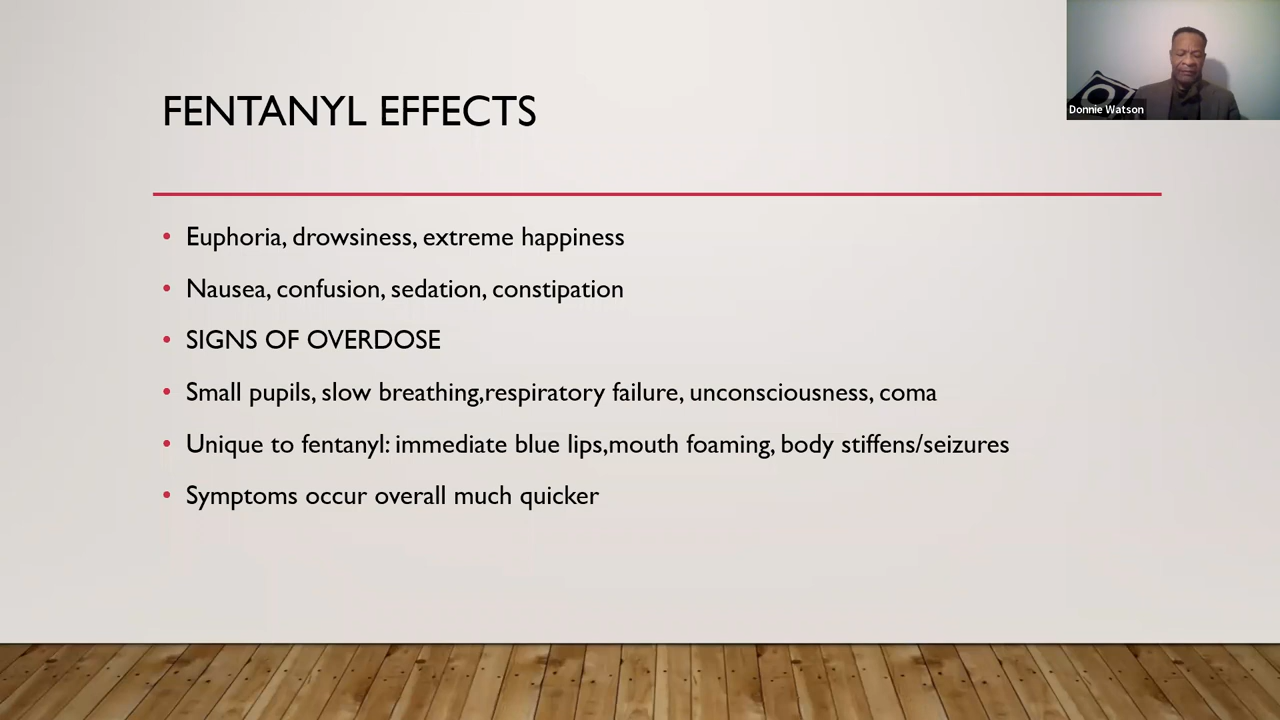 FENTANYL EFFECTS
Donnie Watson
• Euphoria, drowsiness, extreme happiness
• Nausea, confusion, sedation, constipation
• SIGNS OF OVERDOSE
• Small pupils, slow breathing,respiratory failure, unconsciousness, coma
• Unique to fentanyl: immediate blue lips,mouth foaming, body stiffens/seizures
• Symptoms occur overall much quicker